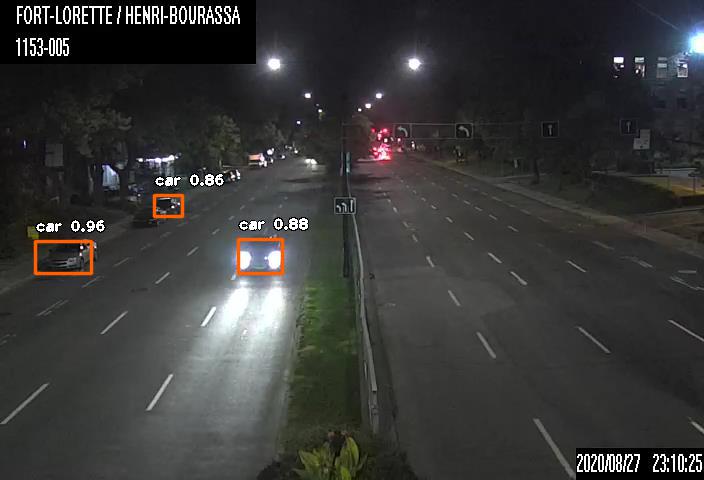 FORT-LORETTE / HENRI-BOURASSA
1153-005
car 0.86
car 0.96
car 0.88
2020/08/27 23:10:25